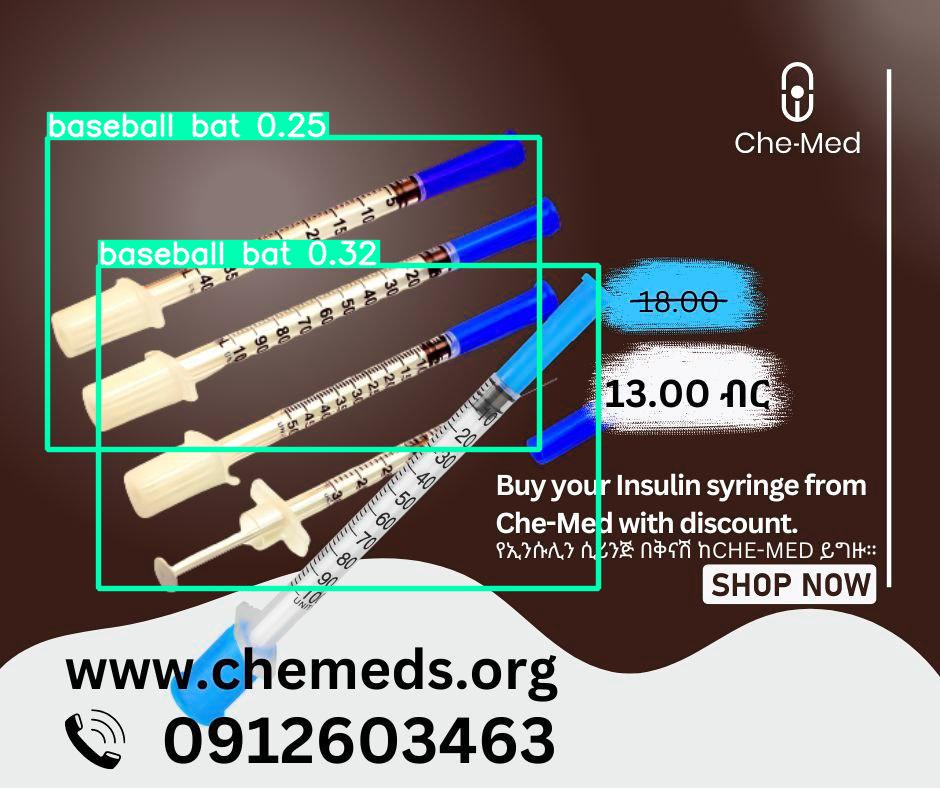 baseball bat 0.25
Che-Med
baseball bat 0.32
18.00
13.00 ብር
Buy your Insulin syringe from
Che-Med with discount.
የኢንሱሊን ሲሪንጅ በቅናሽ ከCHE-MED ይግዙ።
SHOP NOW
www.chemeds.org
0912603463